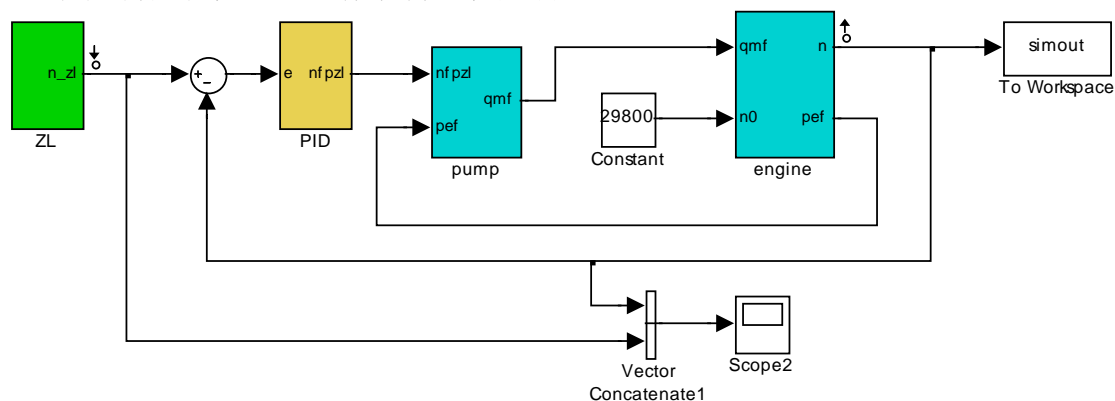 n_zl
ZL
+
−
e
nfpzl
PID
nfpzl
qmf
pef
pump
29800
Constant
qmf
n
n0
pef
engine
simout
To Workspace
Vector
Concatenate1
Scope2